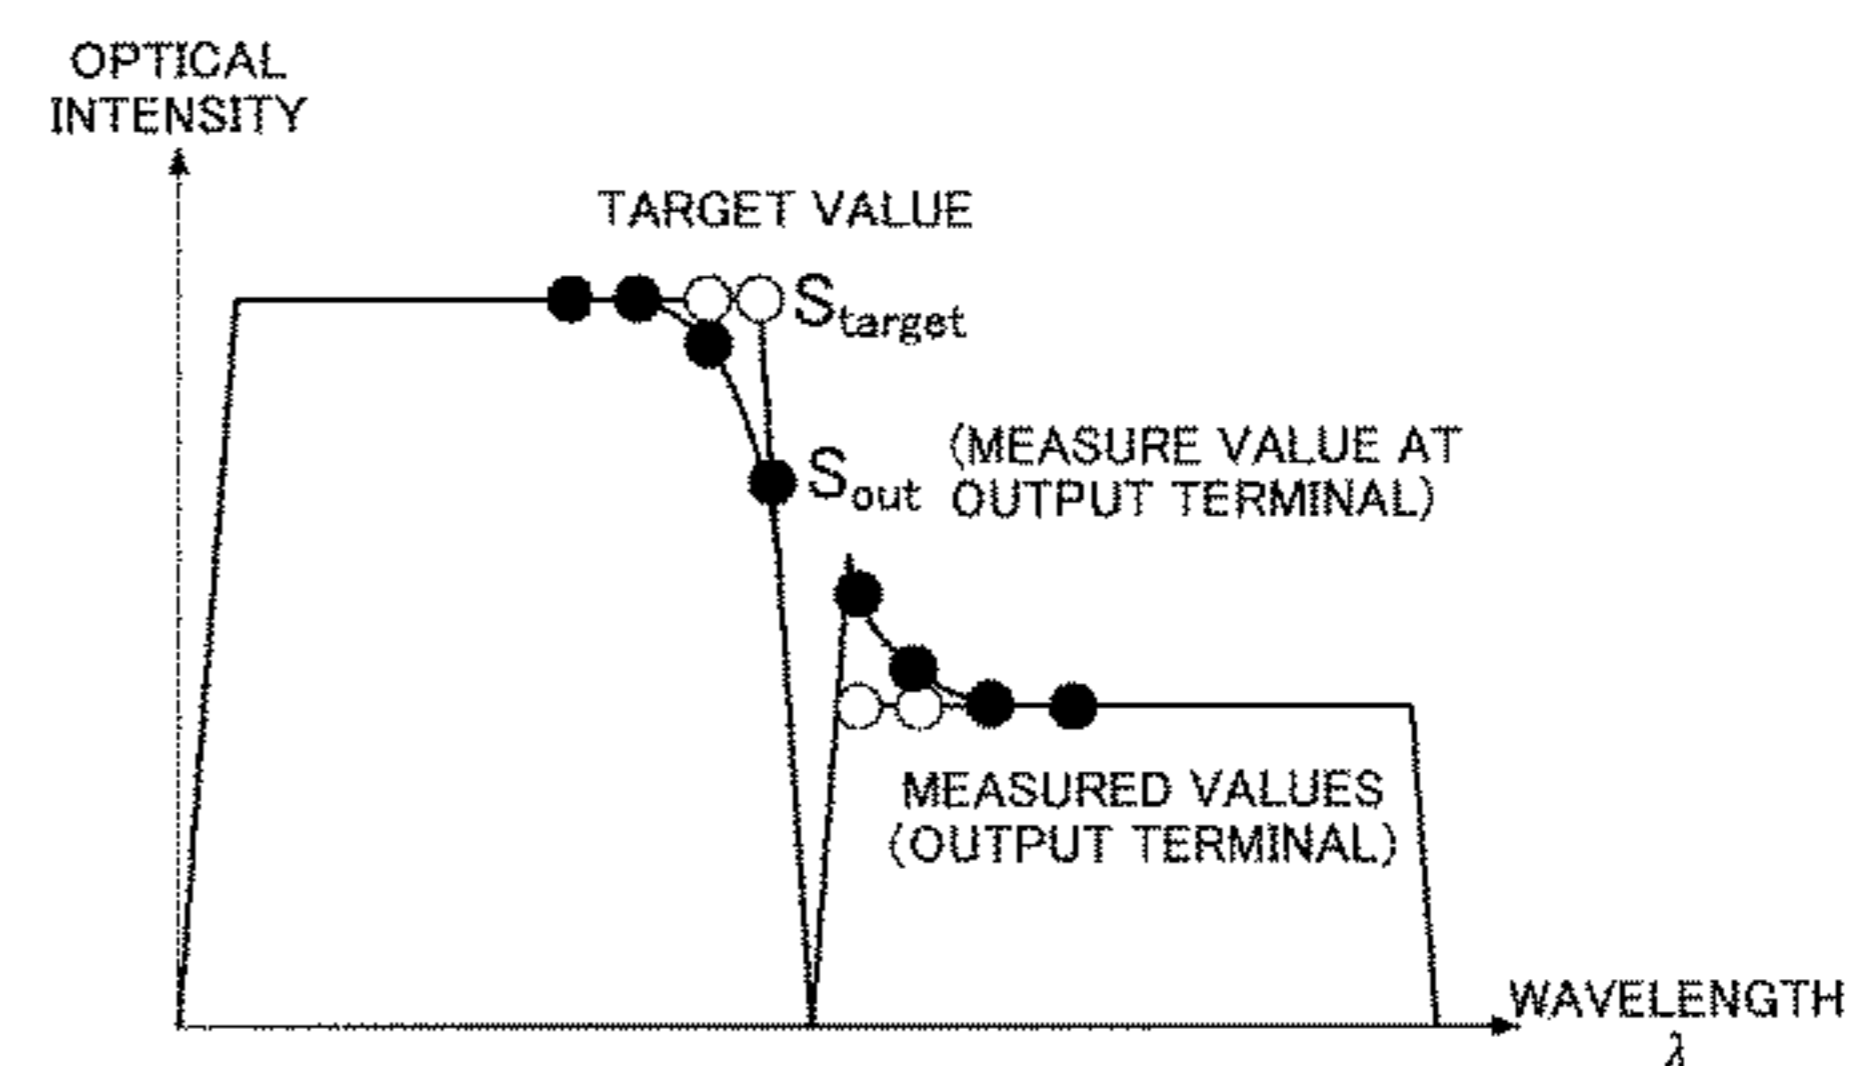 OPTICAL
INTENSITY
TARGET VALUE
Starget
Sout
(MEASURE VALUE AT
OUTPUT TERMINAL)
MEASURED VALUES
(OUTPUT TERMINAL)
WAVELENGTH
λ